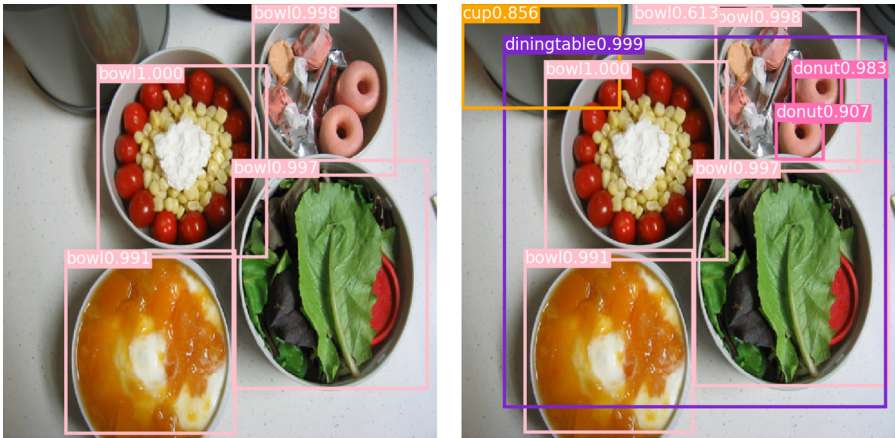 bowl0.998
bowl1.000
bowl0.997
bowl0.991
cup0.856
bowl0.613
bowl0.998
diningtable0.999
bowl1.000
donut0.983
donut0.907
bowl0.997
bowl0.991